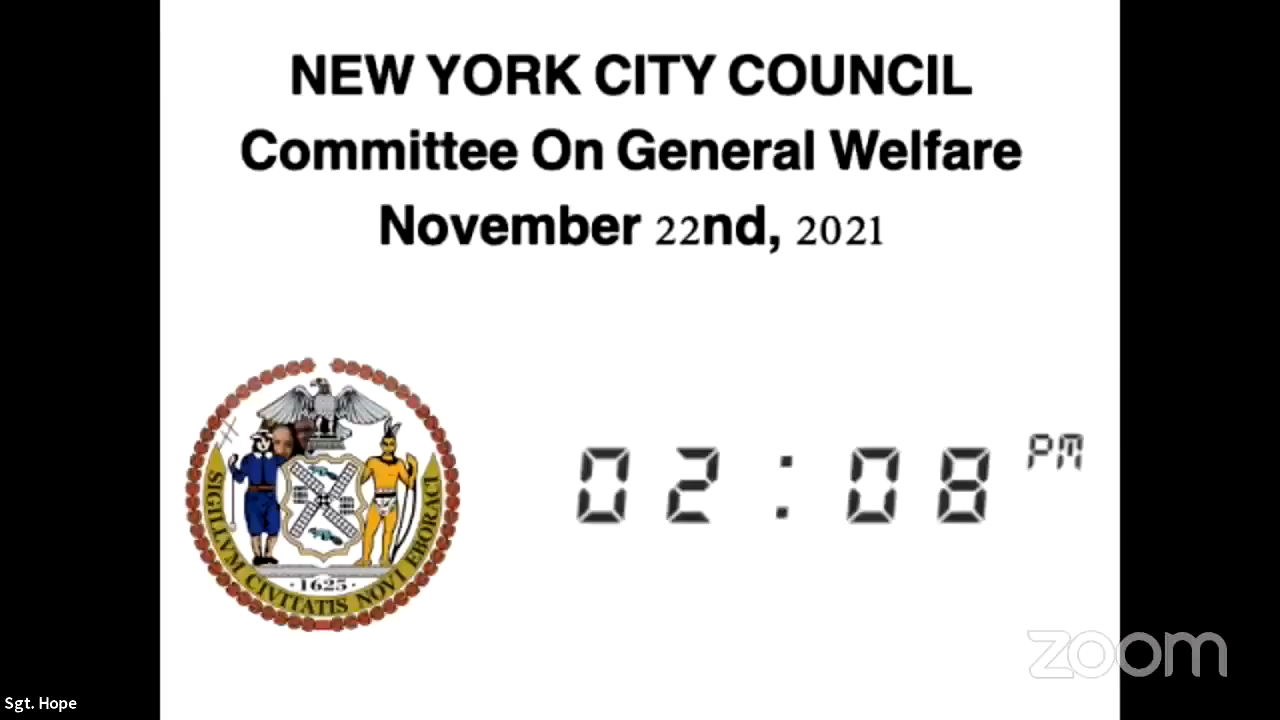 NEW YORK CITY COUNCIL
Committee On General Welfare
November 22nd, 2021
02:08 PM
SIGILLVM CIVITATIS NOVI EBORACI
· 1625 ·
zoom
Sgt. Hope